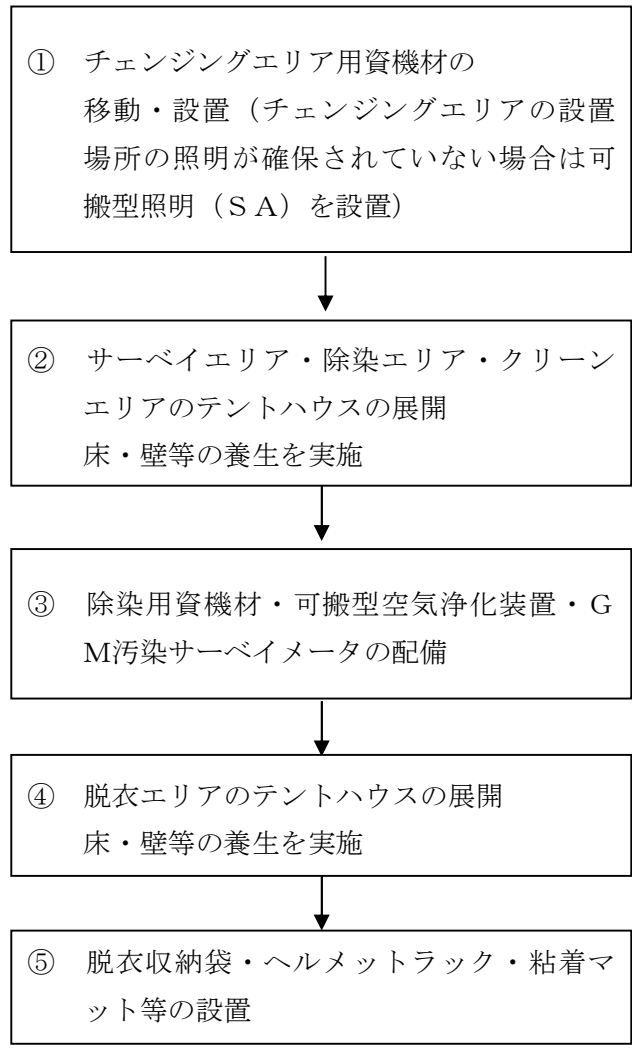 ① チェンジングエリア用資機材の
移動・設置(チェンジングエリアの設置
場所の照明が確保されていない場合は可
搬型照明(SA)を設置)
② サーベイエリア・除染エリア・クリーン
エリアのテントハウスの展開
床・壁等の養生を実施
③ 除染用資機材・可搬型空気浄化装置・G
M汚染サーベイメータの配備
④ 脱衣エリアのテントハウスの展開
床・壁等の養生を実施
⑤ 脱衣収納袋・ヘルメットラック・粘着マ
ット等の設置